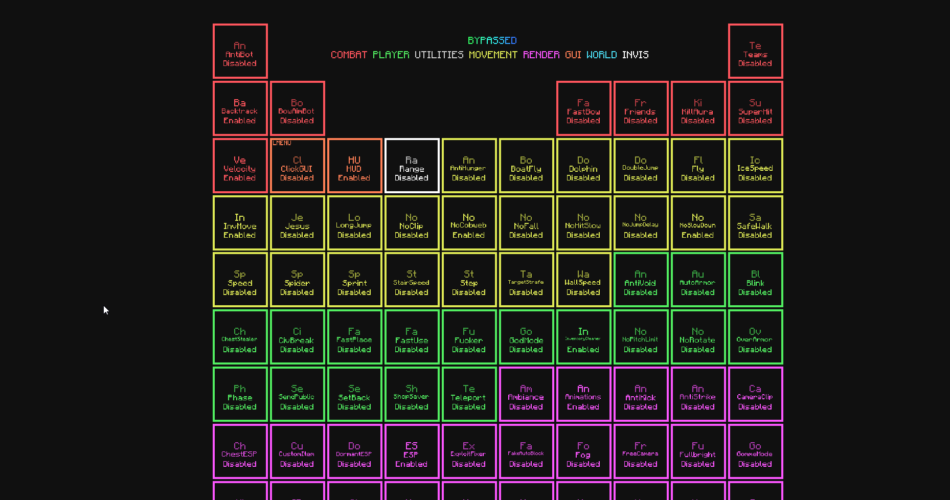 BYPASSED
COMBAT PLAYER UTILITIES MOVEMENT RENDER GUI WORLD INVIS
An
AntiBot
Disabled
Te
Teams
Disabled
Ba
Backtrack
Enabled
Bo
BowAimBot
Disabled
Fa
FastBow
Disabled
Fr
Friends
Disabled
Ki
KillAura
Disabled
Su
SuperHit
Disabled
Ve
Velocity
Enabled
LMENU
Cl
ClickGUI
Disabled
HU
HUD
Enabled
Ra
Range
Disabled
An
AntiHunger
Disabled
Bo
BoatFly
Disabled
Do
Dolphin
Disabled
Do
DoubleJump
Disabled
Fl
Fly
Disabled
Ic
IceSpeed
Disabled
In
InvMove
Enabled
Je
Jesus
Disabled
Lo
LongJump
Disabled
No
NoClip
Disabled
No
NoCobweb
Enabled
No
NoFall
Disabled
No
NoHitSlow
Disabled
No
NoJumpDelay
Disabled
No
NoSlowDown
Enabled
Sa
SafeWalk
Disabled
Sp
Speed
Disabled
Sp
Spider
Disabled
Sp
Sprint
Disabled
St
StairSpeed
Disabled
St
Step
Disabled
Ta
TargetStrafe
Disabled
Wa
WallSpeed
Disabled
An
AntiVoid
Disabled
Au
AutoArmor
Disabled
Bl
Blink
Disabled
Ch
ChestStealer
Disabled
Ci
CivBreak
Disabled
Fa
FastPlace
Disabled
Fa
FastUse
Disabled
Fu
Fucker
Disabled
Go
GodMode
Disabled
In
Enabled
No
NoPitchLimit
Disabled
No
NoRotate
Disabled
Ov
OverArmor
Disabled
Ph
Phase
Disabled
Se
SendPublic
Disabled
Se
SetBack
Disabled
Sh
ShopSaver
Disabled
Te
Teleport
Disabled
Am
Ambiance
Disabled
An
Animations
Enabled
An
AntiNick
Disabled
An
AntiStrike
Disabled
Ca
CameraClip
Disabled
Ch
ChestESP
Disabled
Cu
CustomItem
Disabled
Do
DormantESP
Disabled
ES
ESP
Enabled
Ex
ExploitFixer
Disabled
Fa
FakeAutoBlock
Disabled
Fo
Fog
Disabled
Fr
FreeCamera
Disabled
Fu
Fullbright
Disabled
Go
GommeMode
Disabled